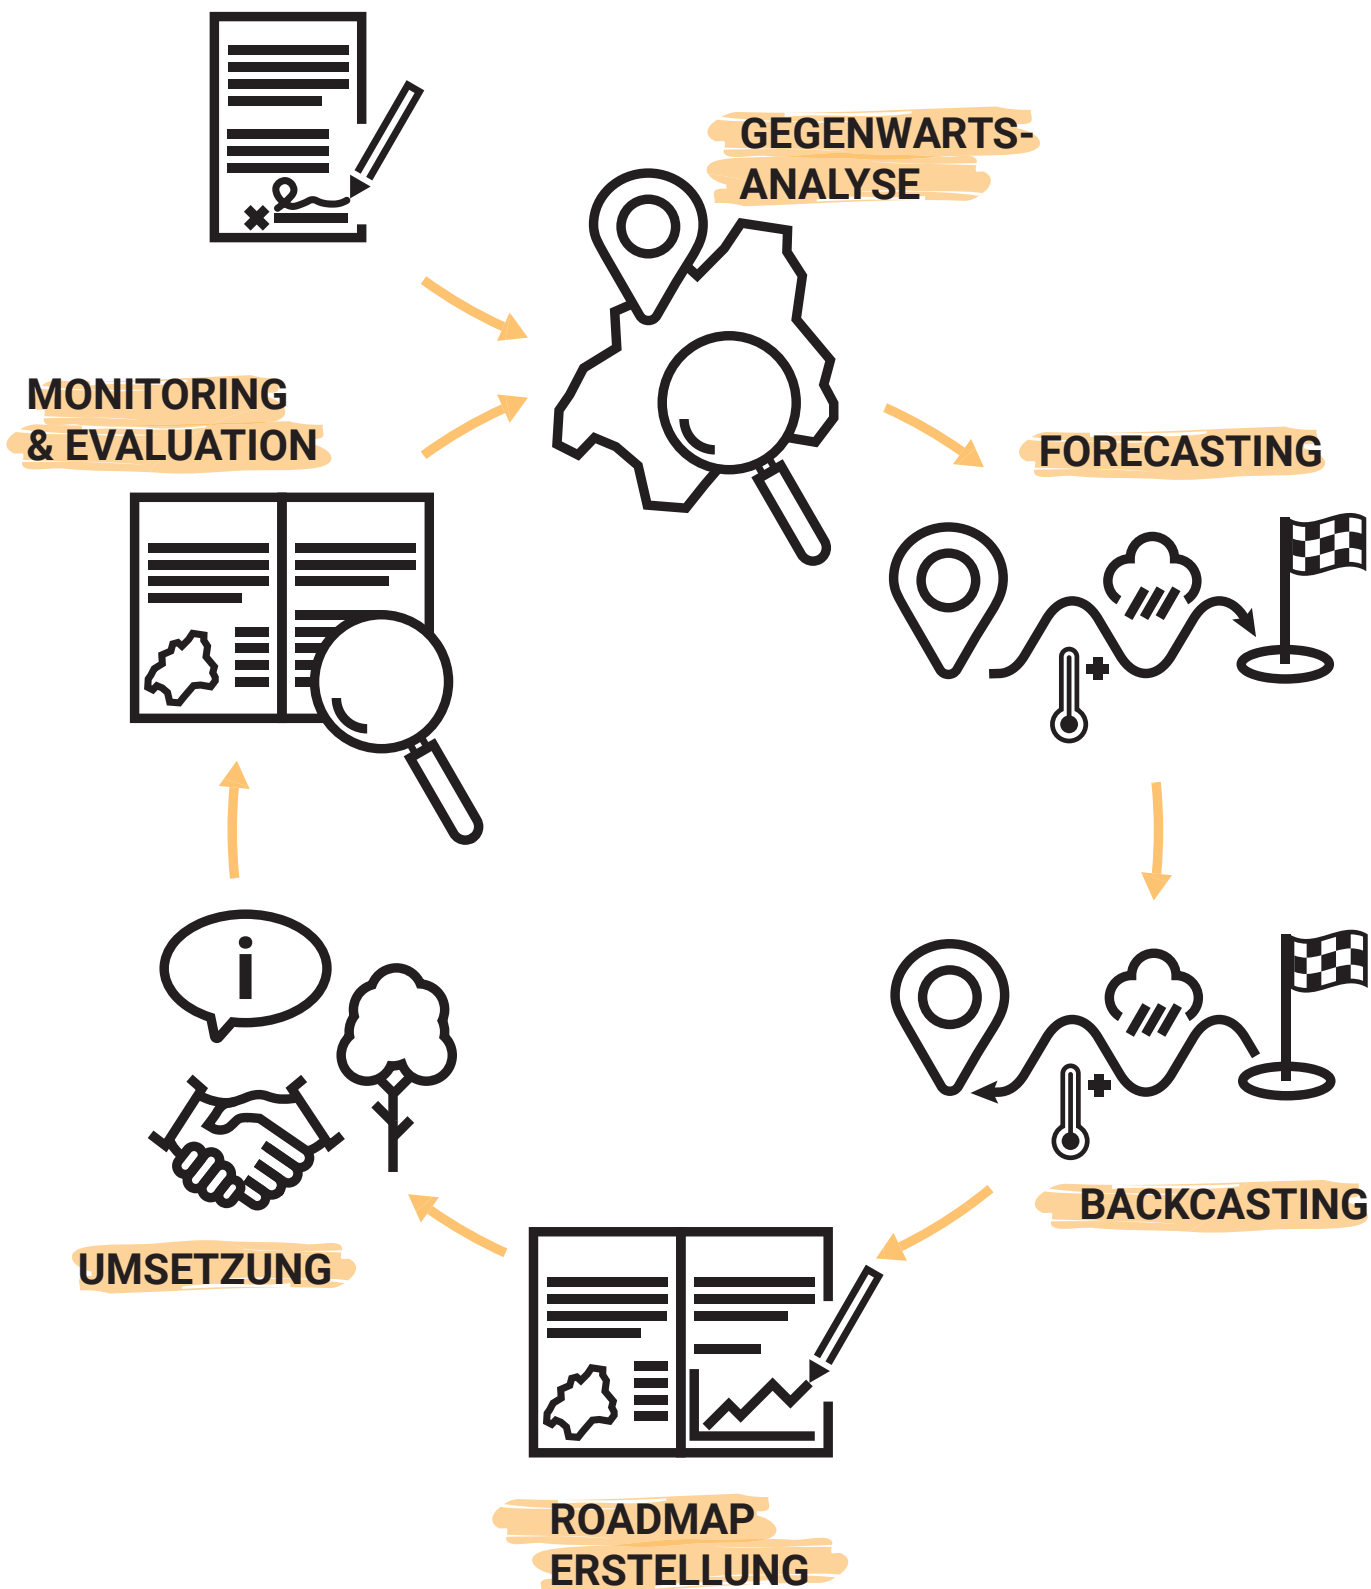 GEGENWARTS-
ANALYSE
MONITORING
& EVALUATION
FORECASTING
i
BACKCASTING
UMSETZUNG
ROADMAP
ERSTELLUNG